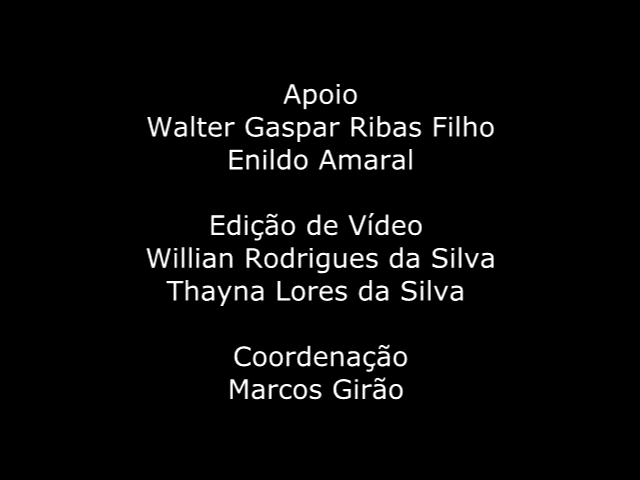 Apoio
Walter Gaspar Ribas Filho
Enildo Amaral
Edição de Vídeo
Willian Rodrigues da Silva
Thayna Lores da Silva
Coordenação
Marcos Girão